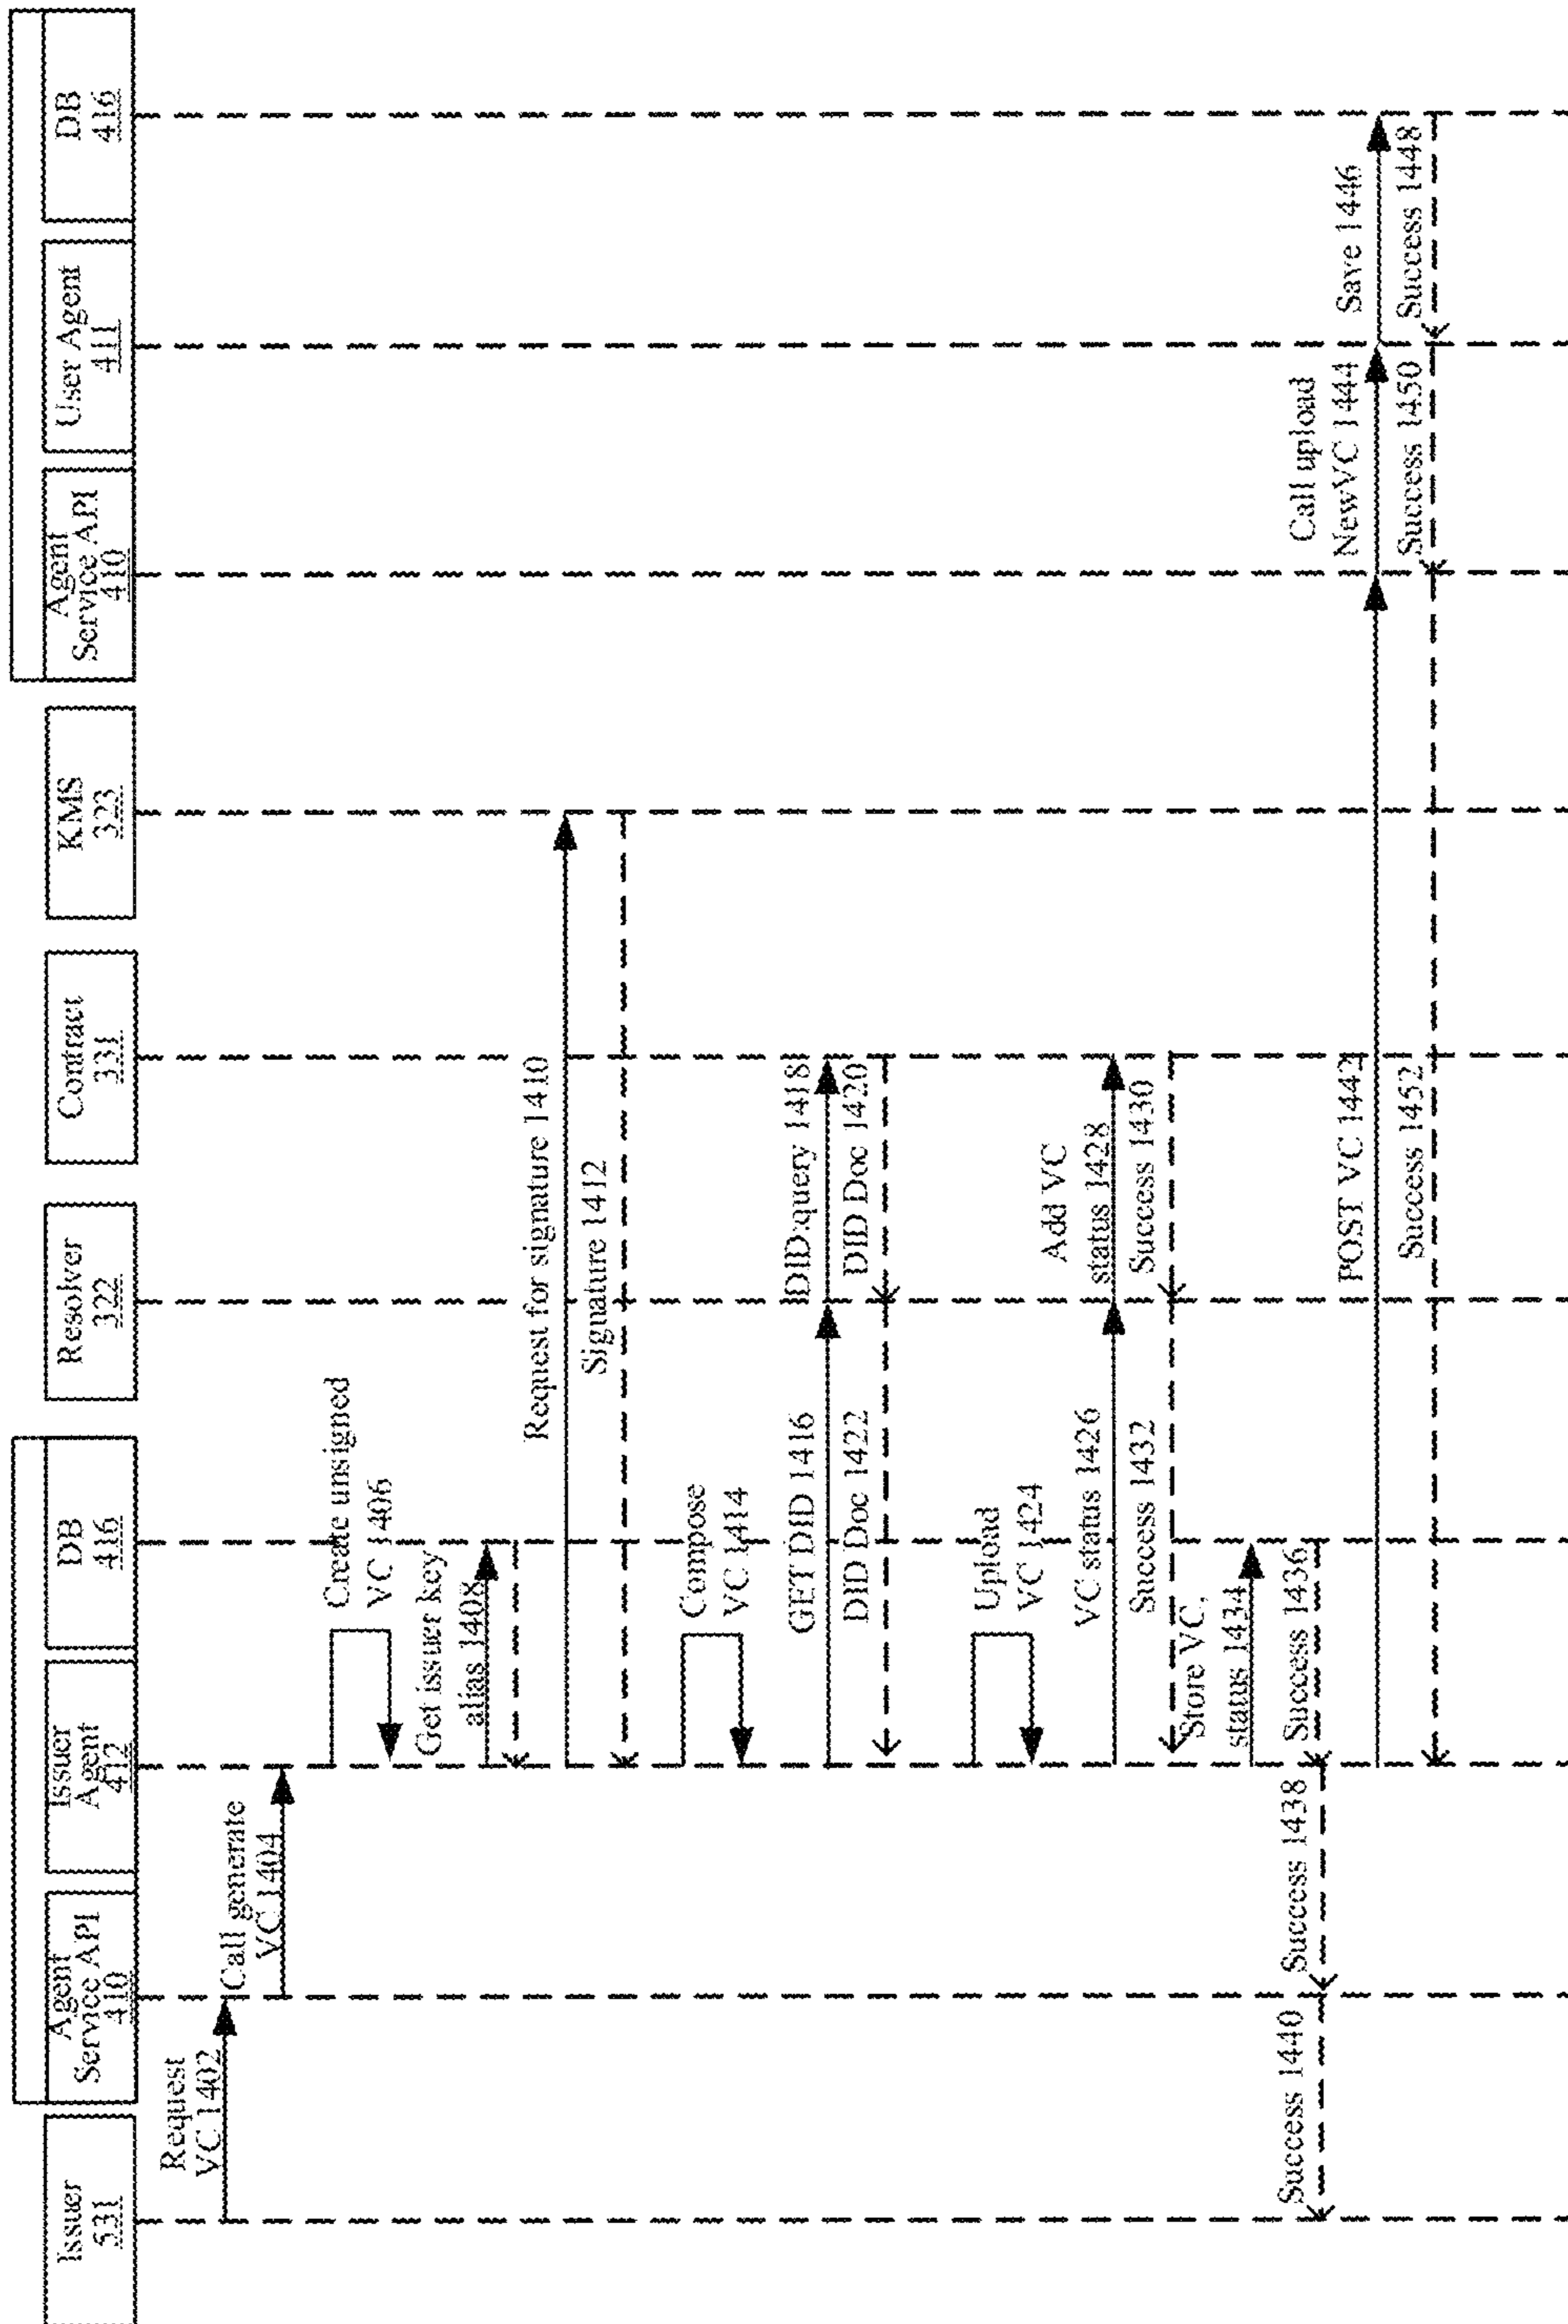 Issuer
531
Agent
Service API
410
Issuer
Agent
412
DB
416
Resolver
322
Contract
331
KMS
323
Agent
Service API
410
User Agent
411
DB
416
Request
VC 1402
Call generate
VC 1404
Create unsigned
VC 1406
Get issuer key
alias 1408
Request for signature 1410
Signature 1412
Compose
VC 1414
GET DID 1416
DID:query 1418
DID Doc 1420
DID Doc 1422
Upload
VC 1424
VC status 1426
Add VC
status 1428
Success 1430
Success 1432
Store VC,
status 1434
Success 1436
Success 1438
Success 1440
POST VC 1442
Call upload
NewVC 1444
Save 1446
Success 1448
Success 1450
Success 1452